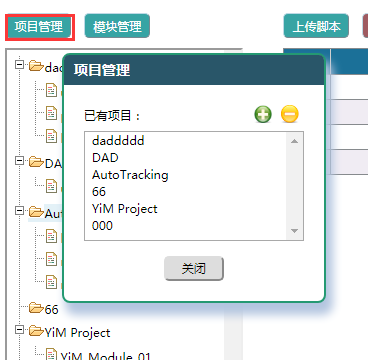 项目管理
模块管理
上传脚本
项目管理
已有项目：
daddddd
DAD
AutoTracking
66
YiM Project
000
关闭
dad
DA
Aut
66
YiM Project
YiM_Module_01